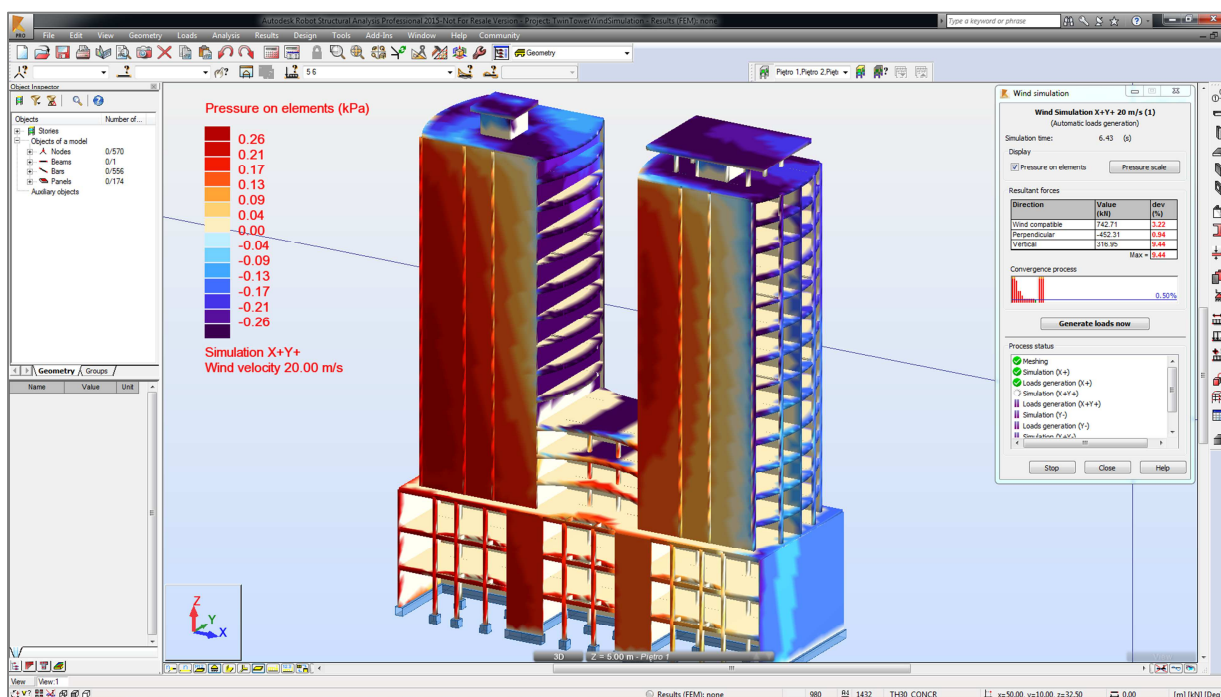 Autodesk Robot Structural Analysis Professional 2015-Not For Resale Version - Project: TwinTowerWindSimulation - Results (FEM): none
Type a keyword or phrase
PRO
File Edit View Geometry Loads Analysis Results Design Tools Add-Ins Window Help Community
Geometry
5 6
Piętro 1,Piętro 2,Pięt
Object Inspector
Objects Number of...
Stories
Objects of a model
Nodes 0/570
Beams 0/1
Bars 0/556
Panels 0/174
Auxiliary objects
Geometry Groups
Name Value Unit
Pressure on elements (kPa)
0.26
0.21
0.17
0.13
0.09
0.04
0.00
-0.04
-0.09
-0.13
-0.17
-0.21
-0.26
Simulation X+Y+
Wind velocity 20.00 m/s
Z
Y
X
3D Z = 5.00 m - Piętro 1
Wind simulation
Wind Simulation X+Y+ 20 m/s (1)
(Automatic loads generation)
Simulation time: 6.43 (s)
Display
Pressure on elements
Pressure scale
Resultant forces
Direction Value (kN) dev (%)
Wind compatible 742.71 3.22
Perpendicular -452.31 0.94
Vertical 316.95 9.44
Max = 9.44
Convergence process
0.50%
Generate loads now
Process status
Meshing
Simulation (X+)
Loads generation (X+)
Simulation (X+Y+)
Loads generation (X+Y+)
Simulation (Y-)
Loads generation (Y-)
Simulation (X+Y-)
Stop Close Help
View View:1
Results (FEM): none 980 1432 TH30_CONCR x=50.00, y=10.00, z=32.50 0.00 [m] [kN] [Deg